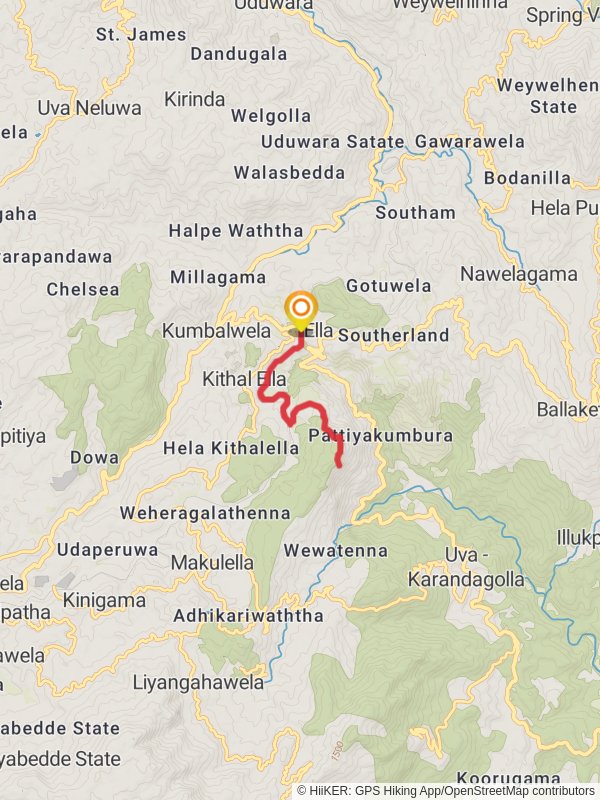 Uduwara
Weyweihinna
St. James
Spring V
Dandugala
Weywelhen
State
Kirinda
Uva Neluwa
Welgolla
ela
Uduwara Satate
Gawarawela
Walasbedda
Bodanilla
gaha
Southam
Hela Pu
Halpe Waththa
varapandawa
Millagama
Nawelagama
Chelsea
Gotuwela
Kumbalwela
Ella
Southerland
Kithal Ella
Ballake
pitiya
Pattiyakumbura
Dowa
Hela Kithalella
Weheragalathenna
Illukp
Udaperuwa
Wewatenna
Makulella
Uva -
Karandagolla
ela
Kinigama
patha
Adhikariwaththa
awela
Liyangahawela
a
yabedde State
1500
yabedde State
Koorugama
© HiiKER: GPS Hiking App/OpenStreetMap contributors